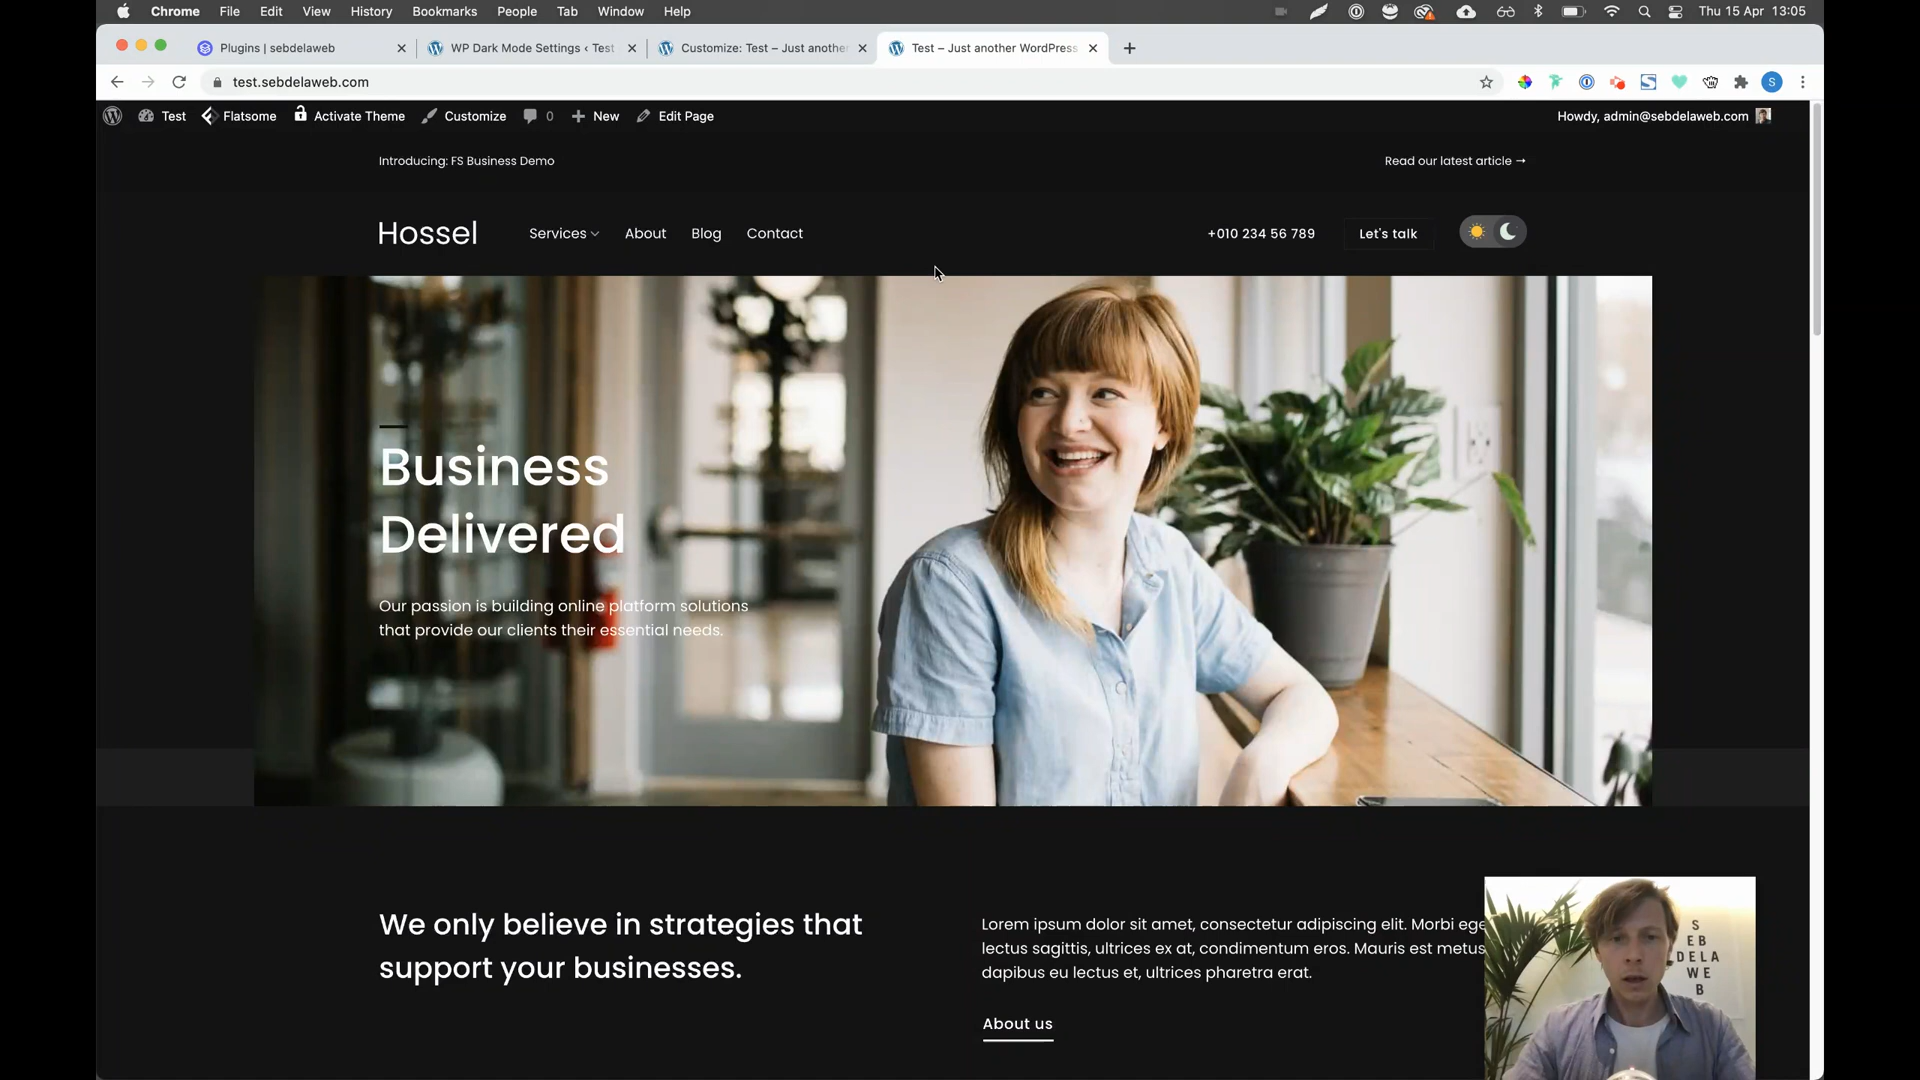 Chrome File Edit View History Bookmarks People Tab Window Help Thu 15 Apr 13:05
Plugins | sebdelaweb WP Dark Mode Settings ‹ Test Customize: Test – Just another Test – Just another WordPress
test.sebdelaweb.com S
Test Flatsome Activate Theme Customize 0 New Edit Page Howdy, admin@sebdelaweb.com
Introducing: FS Business Demo Read our latest article →
Hossel Services About Blog Contact +010 234 56 789 Let's talk
Business
Delivered
Our passion is building online platform solutions
that provide our clients their essential needs.
We only believe in strategies that
support your businesses.
Lorem ipsum dolor sit amet, consectetur adipiscing elit. Morbi ege
lectus sagittis, ultrices ex at, condimentum eros. Mauris est metus
dapibus eu lectus et, ultrices pharetra erat.
About us
S
EB
DELA
WE
B